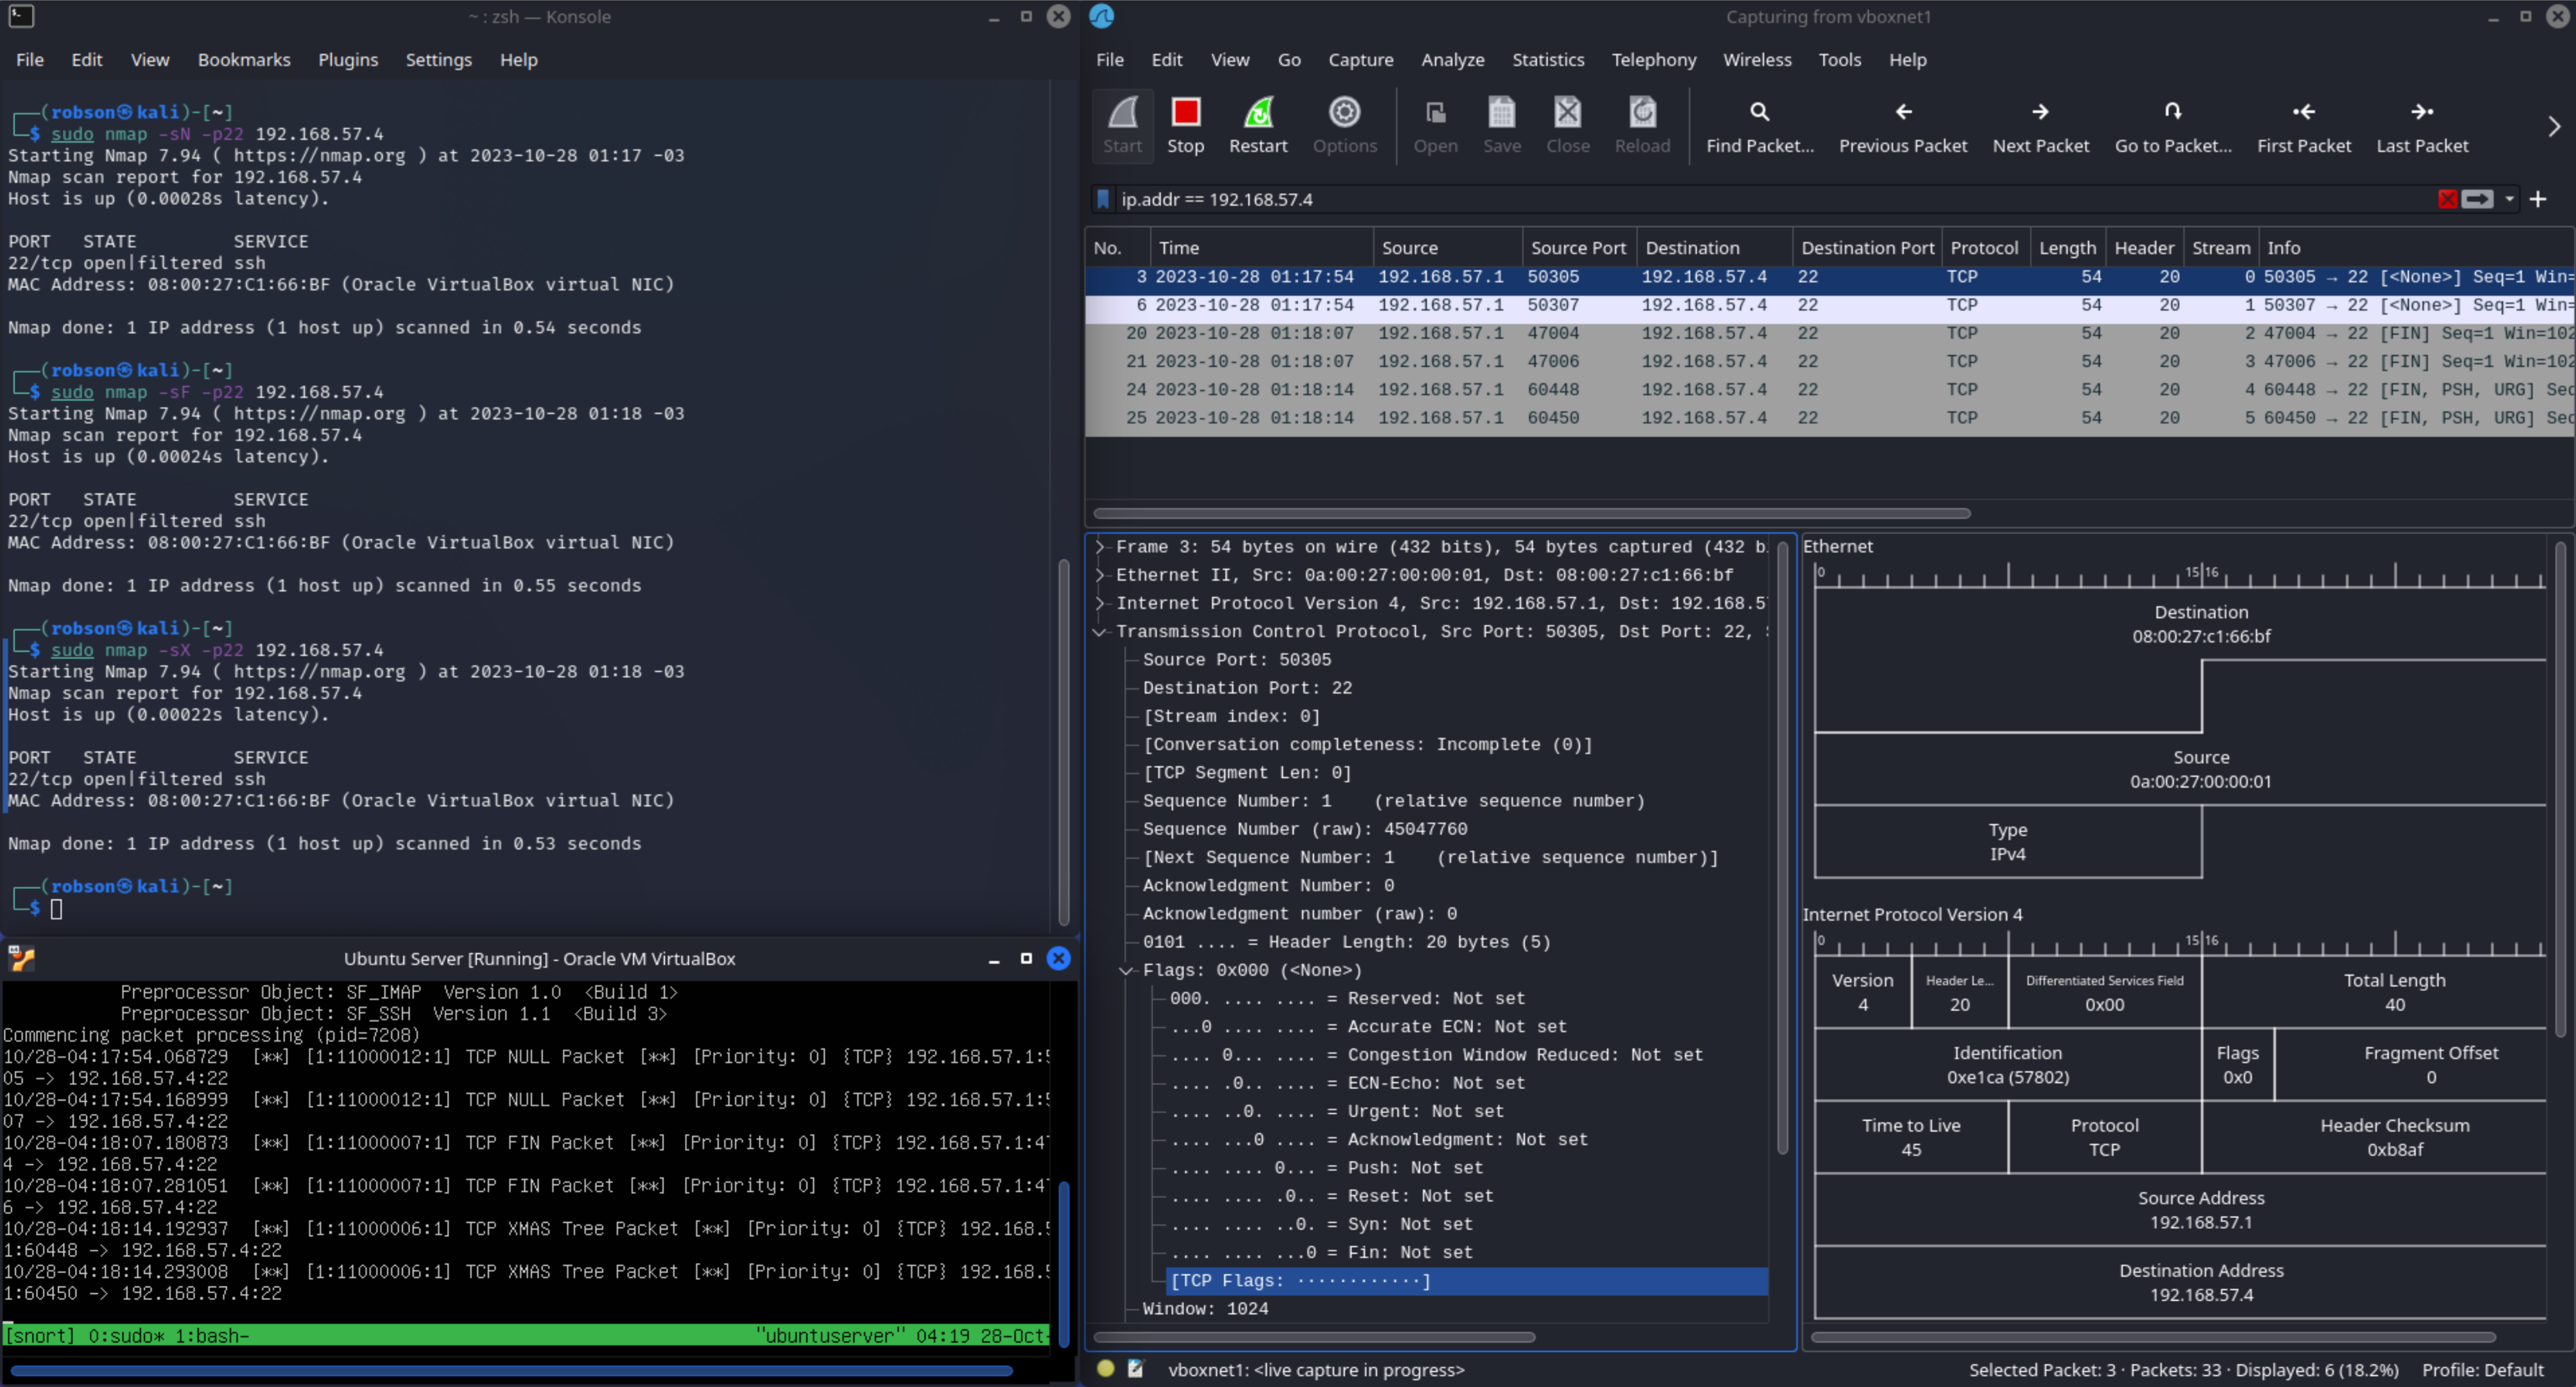 ~ : zsh — Konsole
File Edit View Bookmarks Plugins Settings Help
┌──(robson㉿kali)-[~]
└─$ sudo nmap -sN -p22 192.168.57.4
Starting Nmap 7.94 ( https://nmap.org ) at 2023-10-28 01:17 -03
Nmap scan report for 192.168.57.4
Host is up (0.00028s latency).
PORT   STATE         SERVICE
22/tcp open|filtered ssh
MAC Address: 08:00:27:C1:66:BF (Oracle VirtualBox virtual NIC)
Nmap done: 1 IP address (1 host up) scanned in 0.54 seconds
┌──(robson㉿kali)-[~]
└─$ sudo nmap -sF -p22 192.168.57.4
Starting Nmap 7.94 ( https://nmap.org ) at 2023-10-28 01:18 -03
Nmap scan report for 192.168.57.4
Host is up (0.00024s latency).
PORT   STATE         SERVICE
22/tcp open|filtered ssh
MAC Address: 08:00:27:C1:66:BF (Oracle VirtualBox virtual NIC)
Nmap done: 1 IP address (1 host up) scanned in 0.55 seconds
┌──(robson㉿kali)-[~]
└─$ sudo nmap -sX -p22 192.168.57.4
Starting Nmap 7.94 ( https://nmap.org ) at 2023-10-28 01:18 -03
Nmap scan report for 192.168.57.4
Host is up (0.00022s latency).
PORT   STATE         SERVICE
22/tcp open|filtered ssh
MAC Address: 08:00:27:C1:66:BF (Oracle VirtualBox virtual NIC)
Nmap done: 1 IP address (1 host up) scanned in 0.53 seconds
┌──(robson㉿kali)-[~]
└─$
Ubuntu Server [Running] - Oracle VM VirtualBox
Preprocessor Object: SF_IMAP  Version 1.0  <Build 1>
Preprocessor Object: SF_SSH  Version 1.1  <Build 3>
Commencing packet processing (pid=7208)
10/28-04:17:54.068729  [**] [1:11000012:1] TCP NULL Packet [**] [Priority: 0] {TCP} 192.168.57.1:5
05 -> 192.168.57.4:22
10/28-04:17:54.168999  [**] [1:11000012:1] TCP NULL Packet [**] [Priority: 0] {TCP} 192.168.57.1:5
07 -> 192.168.57.4:22
10/28-04:18:07.180873  [**] [1:11000007:1] TCP FIN Packet [**] [Priority: 0] {TCP} 192.168.57.1:47
4 -> 192.168.57.4:22
10/28-04:18:07.281051  [**] [1:11000007:1] TCP FIN Packet [**] [Priority: 0] {TCP} 192.168.57.1:47
6 -> 192.168.57.4:22
10/28-04:18:14.192937  [**] [1:11000006:1] TCP XMAS Tree Packet [**] [Priority: 0] {TCP} 192.168.5
1:60448 -> 192.168.57.4:22
10/28-04:18:14.293008  [**] [1:11000006:1] TCP XMAS Tree Packet [**] [Priority: 0] {TCP} 192.168.5
1:60450 -> 192.168.57.4:22
[snort] 0:sudo* 1:bash- "ubuntuserver" 04:19 28-Oct-
Capturing from vboxnet1
File Edit View Go Capture Analyze Statistics Telephony Wireless Tools Help
Start Stop Restart Options Open Save Close Reload Find Packet... Previous Packet Next Packet Go to Packet... First Packet Last Packet
ip.addr == 192.168.57.4
No. Time Source Source Port Destination Destination Port Protocol Length Header Stream Info
3 2023-10-28 01:17:54 192.168.57.1 50305 192.168.57.4 22 TCP 54 20 0 50305 → 22 [<None>] Seq=1 Win=
6 2023-10-28 01:17:54 192.168.57.1 50307 192.168.57.4 22 TCP 54 20 1 50307 → 22 [<None>] Seq=1 Win=
20 2023-10-28 01:18:07 192.168.57.1 47004 192.168.57.4 22 TCP 54 20 2 47004 → 22 [FIN] Seq=1 Win=102
21 2023-10-28 01:18:07 192.168.57.1 47006 192.168.57.4 22 TCP 54 20 3 47006 → 22 [FIN] Seq=1 Win=102
24 2023-10-28 01:18:14 192.168.57.1 60448 192.168.57.4 22 TCP 54 20 4 60448 → 22 [FIN, PSH, URG] Sec
25 2023-10-28 01:18:14 192.168.57.1 60450 192.168.57.4 22 TCP 54 20 5 60450 → 22 [FIN, PSH, URG] Sec
Frame 3: 54 bytes on wire (432 bits), 54 bytes captured (432 b
Ethernet II, Src: 0a:00:27:00:00:01, Dst: 08:00:27:c1:66:bf
Internet Protocol Version 4, Src: 192.168.57.1, Dst: 192.168.5
Transmission Control Protocol, Src Port: 50305, Dst Port: 22,
Source Port: 50305
Destination Port: 22
[Stream index: 0]
[Conversation completeness: Incomplete (0)]
[TCP Segment Len: 0]
Sequence Number: 1    (relative sequence number)
Sequence Number (raw): 45047760
[Next Sequence Number: 1    (relative sequence number)]
Acknowledgment Number: 0
Acknowledgment number (raw): 0
0101 .... = Header Length: 20 bytes (5)
Flags: 0x000 (<None>)
000. .... .... = Reserved: Not set
...0 .... .... = Accurate ECN: Not set
.... 0... .... = Congestion Window Reduced: Not set
.... .0.. .... = ECN-Echo: Not set
.... ..0. .... = Urgent: Not set
.... ...0 .... = Acknowledgment: Not set
.... .... 0... = Push: Not set
.... .... .0.. = Reset: Not set
.... .... ..0. = Syn: Not set
.... .... ...0 = Fin: Not set
[TCP Flags: ············]
Window: 1024
Ethernet
0 15 16
Destination
08:00:27:c1:66:bf
Source
0a:00:27:00:00:01
Type
IPv4
Internet Protocol Version 4
0 15 16
Version Header Le... Differentiated Services Field Total Length
4 20 0x00 40
Identification Flags Fragment Offset
0xe1ca (57802) 0x0 0
Time to Live Protocol Header Checksum
45 TCP 0xb8af
Source Address
192.168.57.1
Destination Address
192.168.57.4
vboxnet1: <live capture in progress> Selected Packet: 3 · Packets: 33 · Displayed: 6 (18.2%) Profile: Default